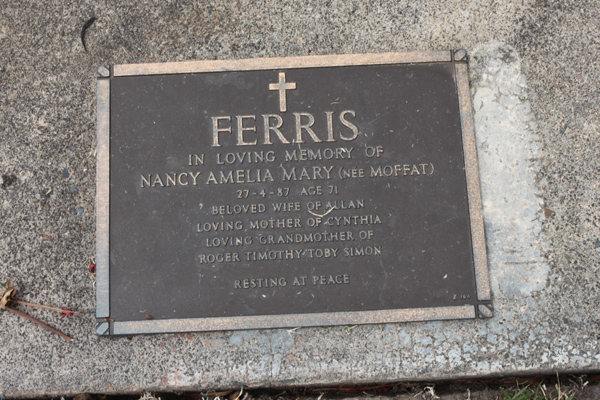 FERRIS
IN LOVING MEMORY OF
NANCY AMELIA MARY (NEE MOFFAT)
27-4-87 AGE 71
BELOVED WIFE OF ALLAN
LOVING MOTHER OF CYNTHIA
LOVING GRANDMOTHER OF
ROGER TIMOTHY TOBY SIMON
RESTING AT PEACE